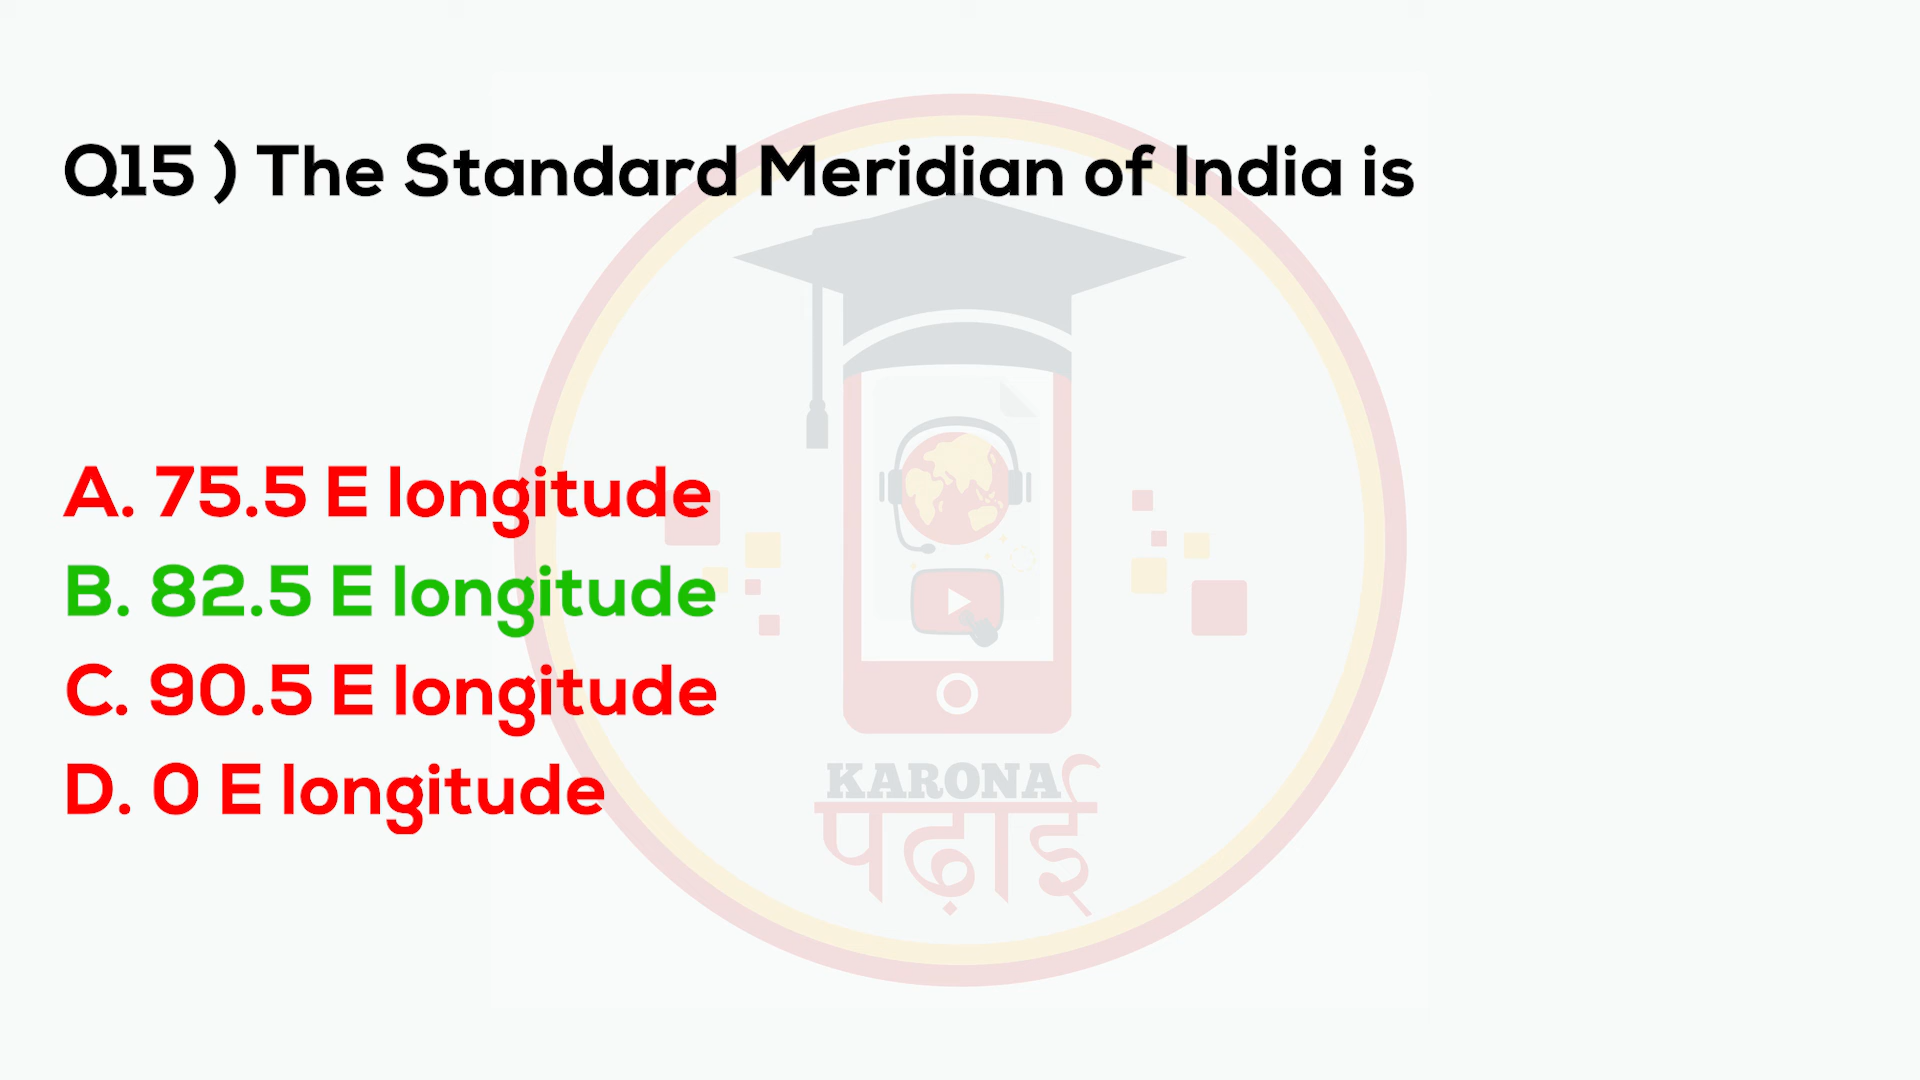 Q15 ) The Standard Meridian of India is
A. 75.5 E longitude
B. 82.5 E longitude
C. 90.5 E longitude
D. 0 E longitude
KARONA
पढ़ाई